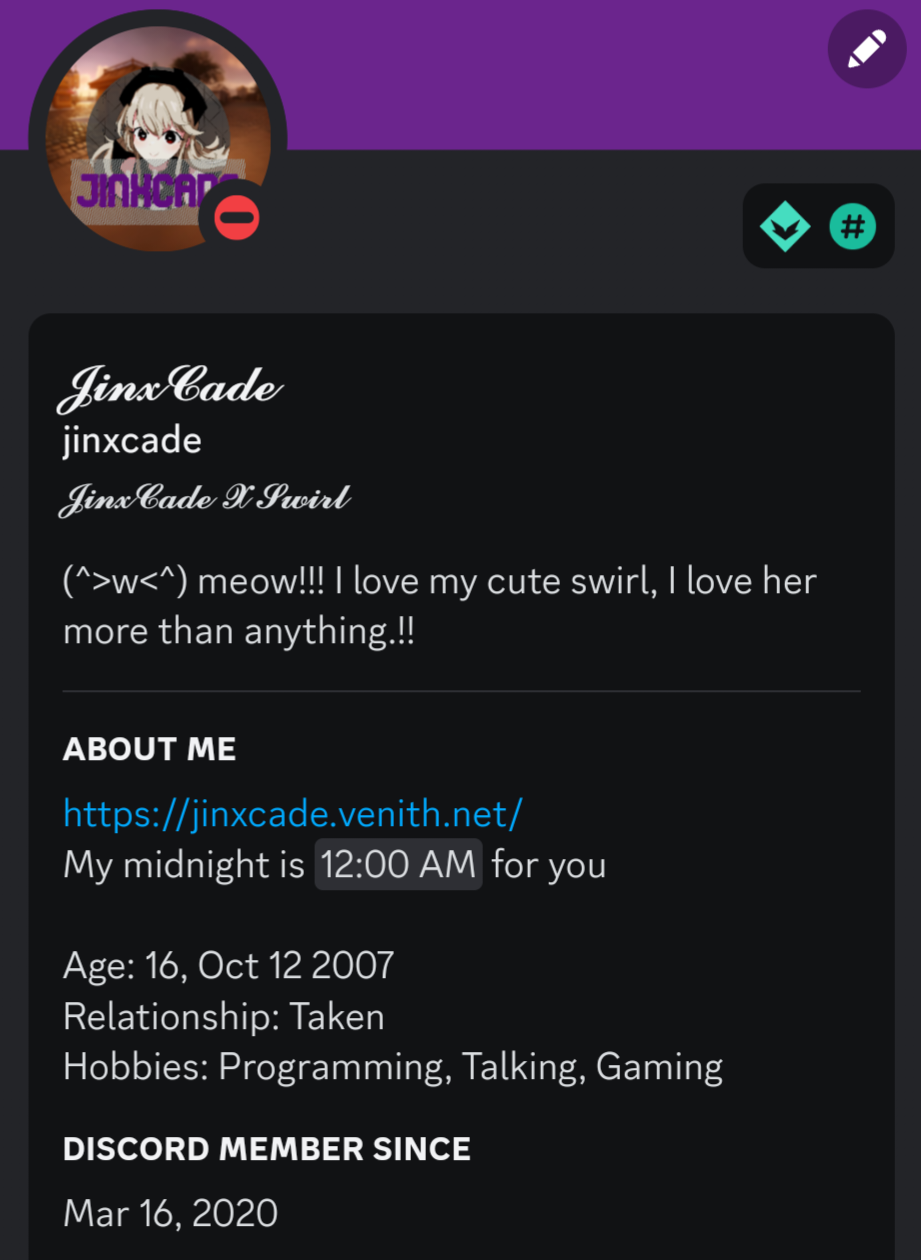 JINXCADE
JinxCade
jinxcade
JinxCade X Swirl
(^>w<^) meow!!! I love my cute swirl, I love her
more than anything.!!
ABOUT ME
https://jinxcade.venith.net/
My midnight is 12:00 AM for you
Age: 16, Oct 12 2007
Relationship: Taken
Hobbies: Programming, Talking, Gaming
DISCORD MEMBER SINCE
Mar 16, 2020